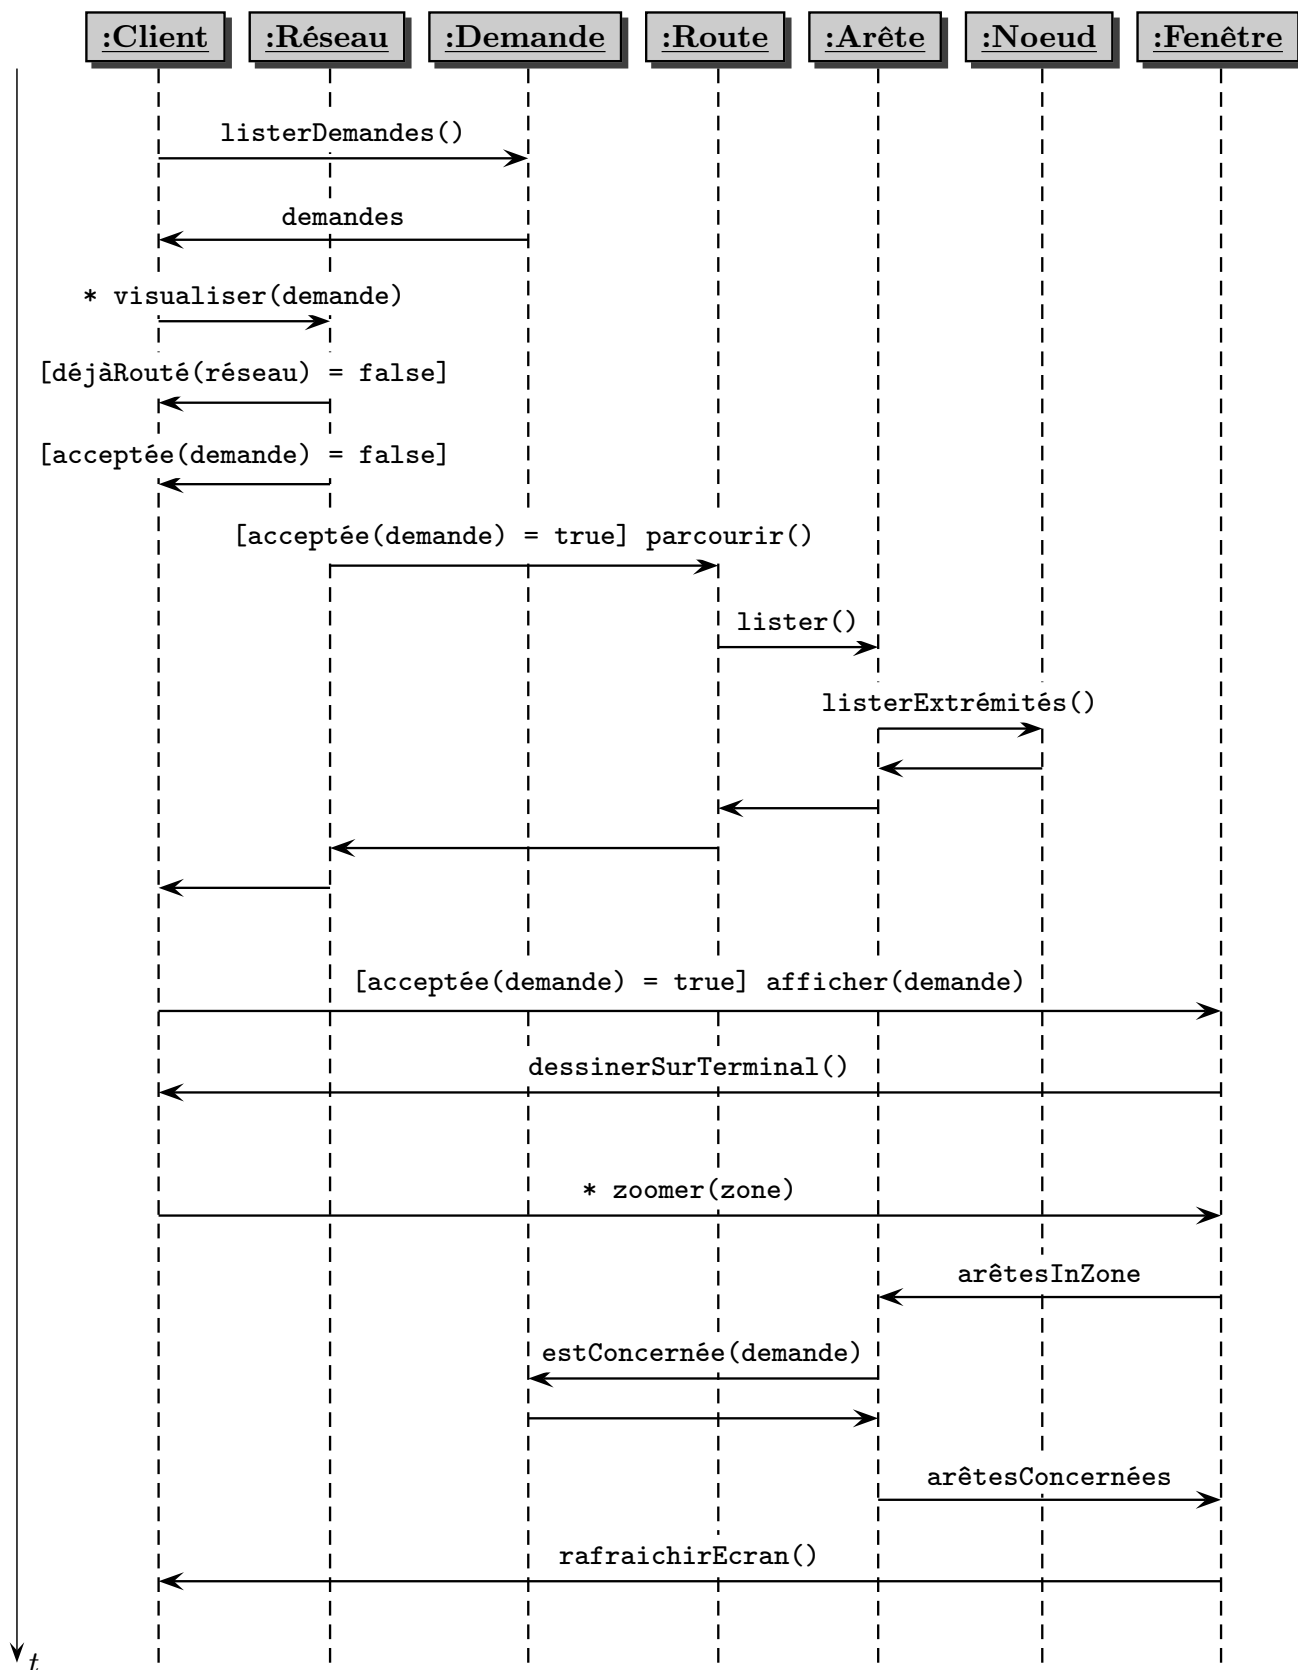 :Client :Réseau :Demande :Route :Arête :Noeud :Fenêtre
listerDemandes()
demandes
* visualiser(demande)
[déjàRouté(réseau) = false]
[acceptée(demande) = false]
[acceptée(demande) = true] parcourir()
lister()
listerExtrémités()
[acceptée(demande) = true] afficher(demande)
dessinerSurTerminal()
* zoomer(zone)
arêtesInZone
estConcernée(demande)
arêtesConcernées
rafraichirEcran()
t